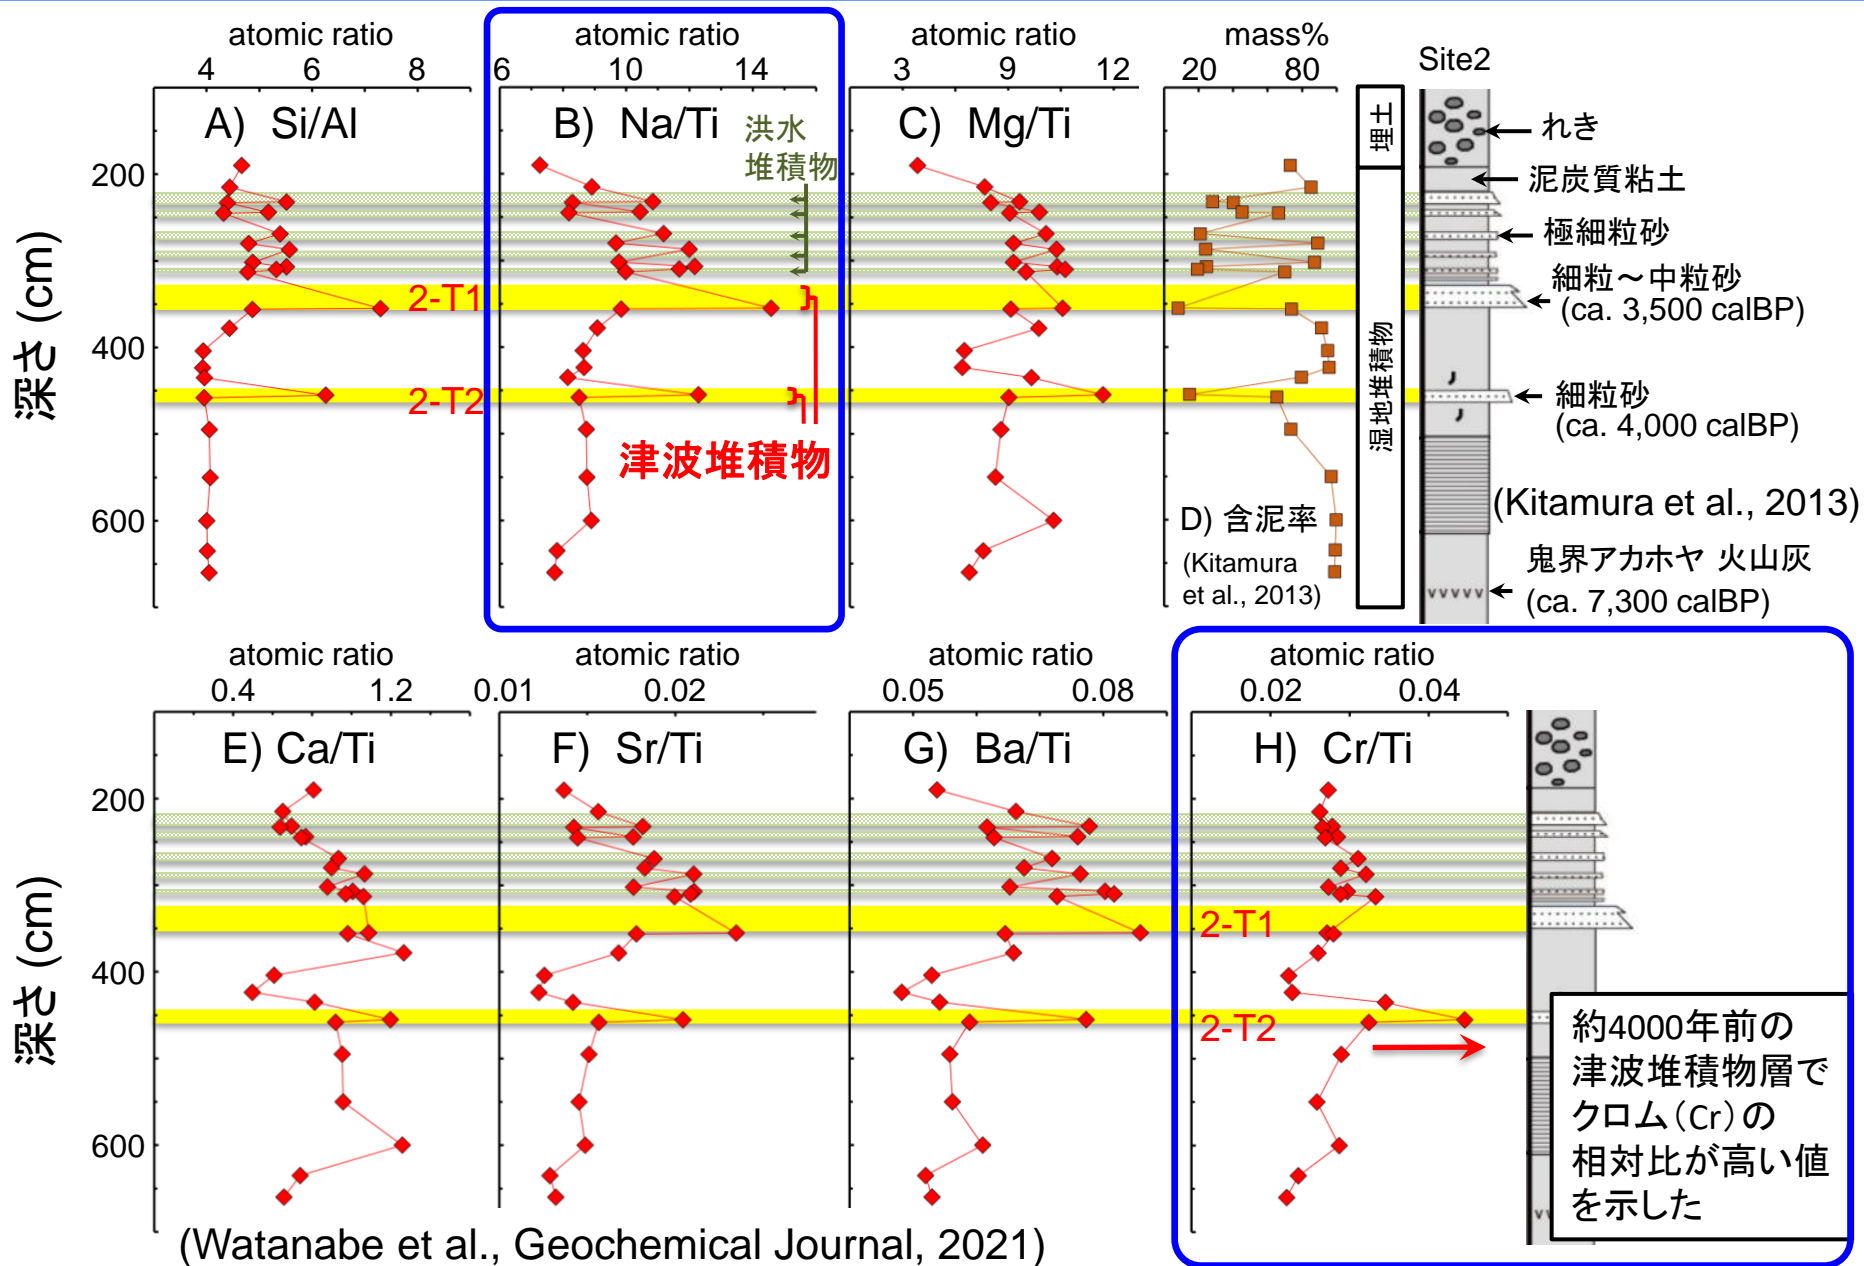 atomic ratio
4 6 8
A) Si/Al
atomic ratio
6 10 14
B) Na/Ti
洪水
堆積物
atomic ratio
3 9 12
C) Mg/Ti
mass%
20 80
D) 含泥率
(Kitamura
et al., 2013)
埋土
湿地堆積物
Site2
れき
泥炭質粘土
極細粒砂
細粒～中粒砂
(ca. 3,500 calBP)
細粒砂
(ca. 4,000 calBP)
(Kitamura et al., 2013)
鬼界アカホヤ 火山灰
(ca. 7,300 calBP)
v v v v v
深さ (cm)
200
400
600
2-T1
2-T2
津波堆積物
atomic ratio
0.4 1.2
E) Ca/Ti
atomic ratio
0.01 0.02
F) Sr/Ti
atomic ratio
0.05 0.08
G) Ba/Ti
atomic ratio
0.02 0.04
H) Cr/Ti
深さ (cm)
200
400
600
2-T1
2-T2
約4000年前の
津波堆積物層で
クロム（Cr）の
相対比が高い値
を示した
v v
(Watanabe et al., Geochemical Journal, 2021)